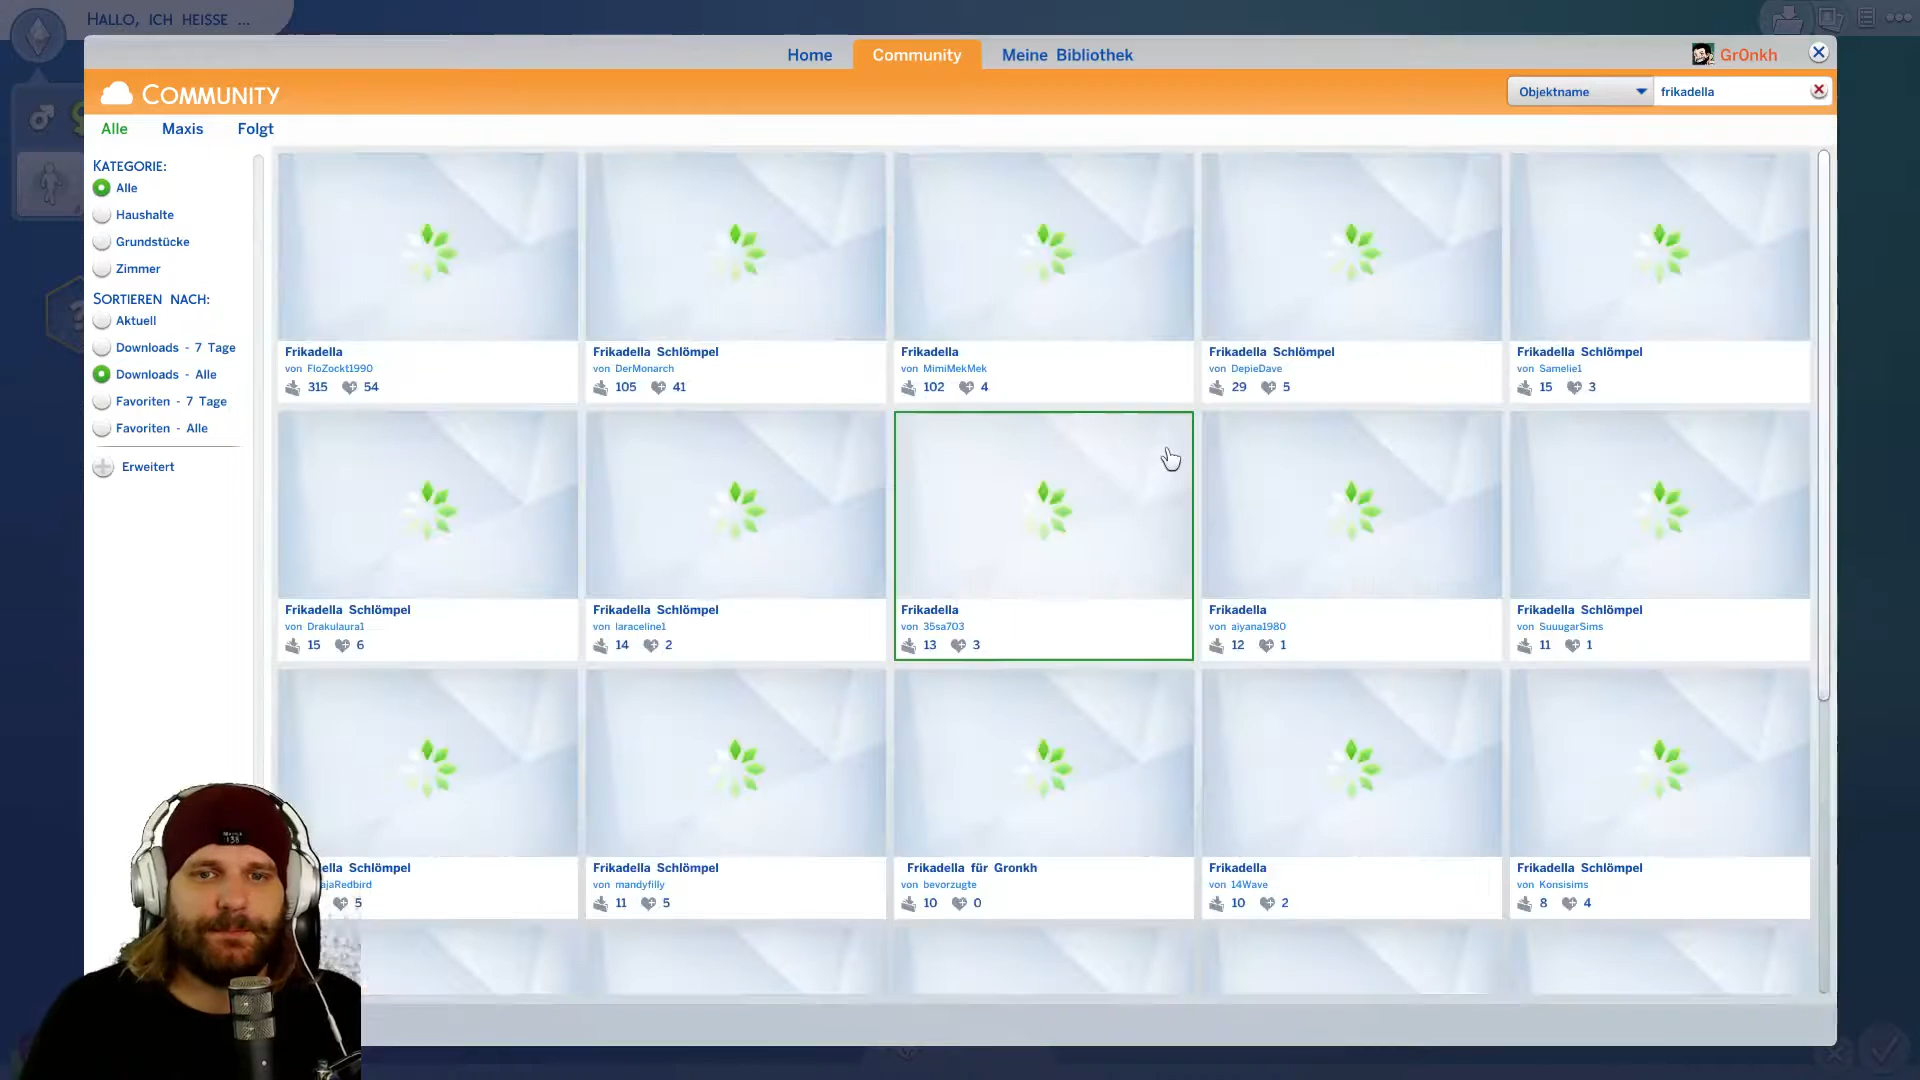 Hallo, ich heisse ...
Home
Community
Meine Bibliothek
Gr0nkh
Community
Objektname
frikadella
Alle
Maxis
Folgt
Kategorie:
Alle
Haushalte
Grundstücke
Zimmer
Sortieren nach:
Aktuell
Downloads - 7 Tage
Downloads - Alle
Favoriten - 7 Tage
Favoriten - Alle
Erweitert
Frikadella
von FloZockt1990
315 54
Frikadella Schlömpel
von DerMonarch
105 41
Frikadella
von MimiMekMek
102 4
Frikadella Schlömpel
von DepieDave
29 5
Frikadella Schlömpel
von Samelie1
15 3
Frikadella Schlömpel
von Drakulaura1
15 6
Frikadella Schlömpel
von laraceline1
14 2
Frikadella
von 35sa703
13 3
Frikadella
von aiyana1980
12 1
Frikadella Schlömpel
von SuuugarSims
11 1
ella Schlömpel
ajaRedbird
5
Frikadella Schlömpel
von mandyfilly
11 5
Frikadella für Gronkh
von bevorzugte
10 0
Frikadella
von 14Wave
10 2
Frikadella Schlömpel
von Konsisims
8 4